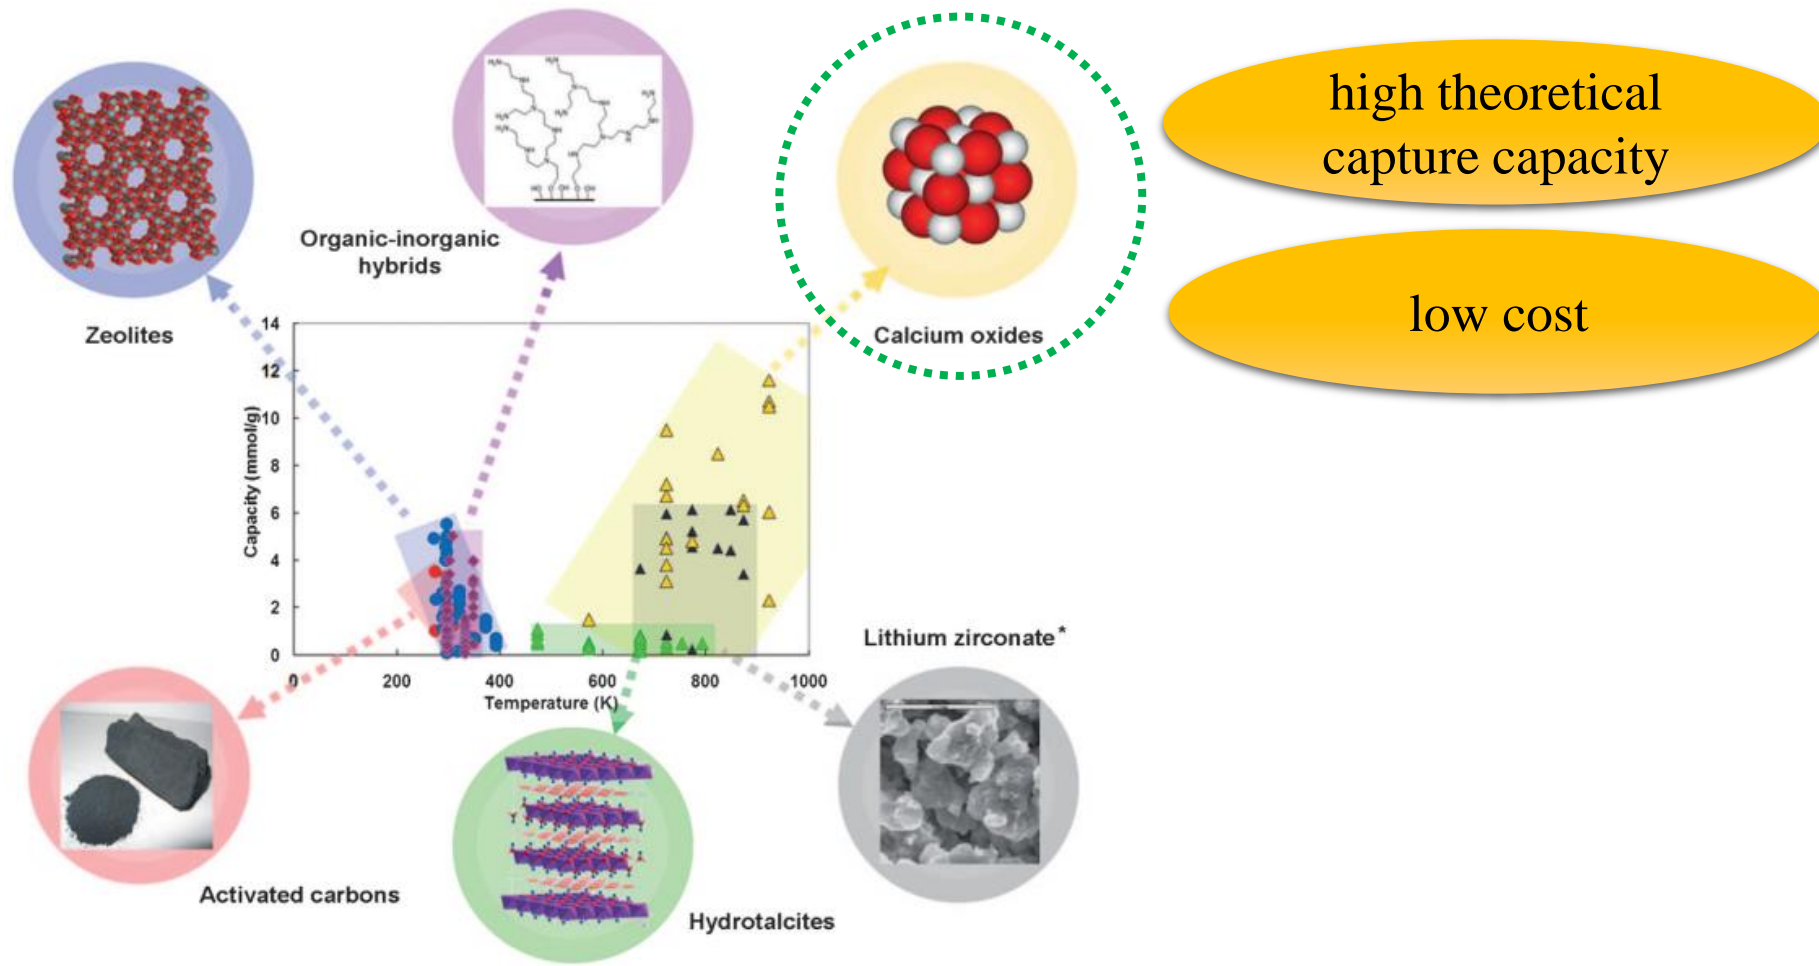 Organic-inorganic
hybrids
Zeolites
Calcium oxides
high theoretical
capture capacity
low cost
14
12
10
8
6
4
2
0
Capacity (mmol/g)
0
200
400
600
800
1000
Temperature (K)
Lithium zirconate*
Activated carbons
Hydrotalcites